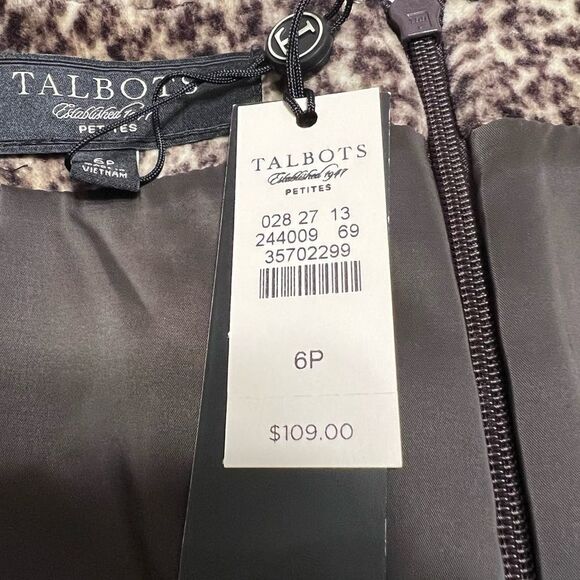 TALBOTS
Established 1947
PETITES
6P
VIETNAM
T
TALBOTS
Established 1947
PETITES
028 27 13
244009 69
35702299
6P
$109.00